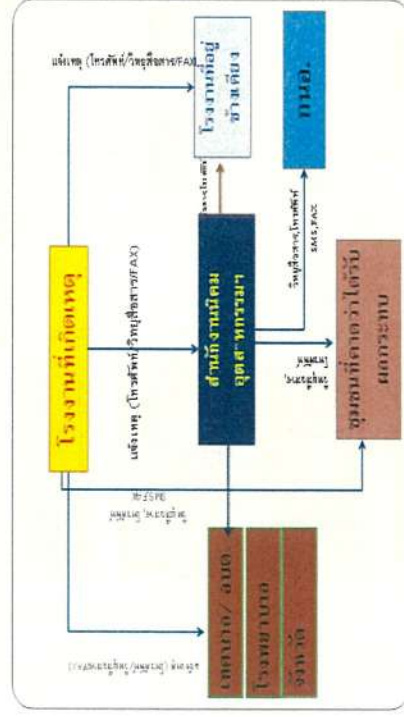 โรงงานที่เกิดเหตุ
แจ้งเหตุ (โทรศัพท์/วิทยุสื่อสาร/FAX)
แจ้งเหตุ (โทรศัพท์/วิทยุสื่อสาร/FAX)
โรงงานที่อยู่
ข้างเคียง
สำนักงานนิคม
อุตสาหกรรมฯ
วิทยุสื่อสาร,โทรศัพท์
SMS,FAX
กนอ.
เทศบาล/ อบต.
โรงพยาบาล
จังหวัด
ชุมชนที่คาดว่าได้รับ
ผลกระทบ